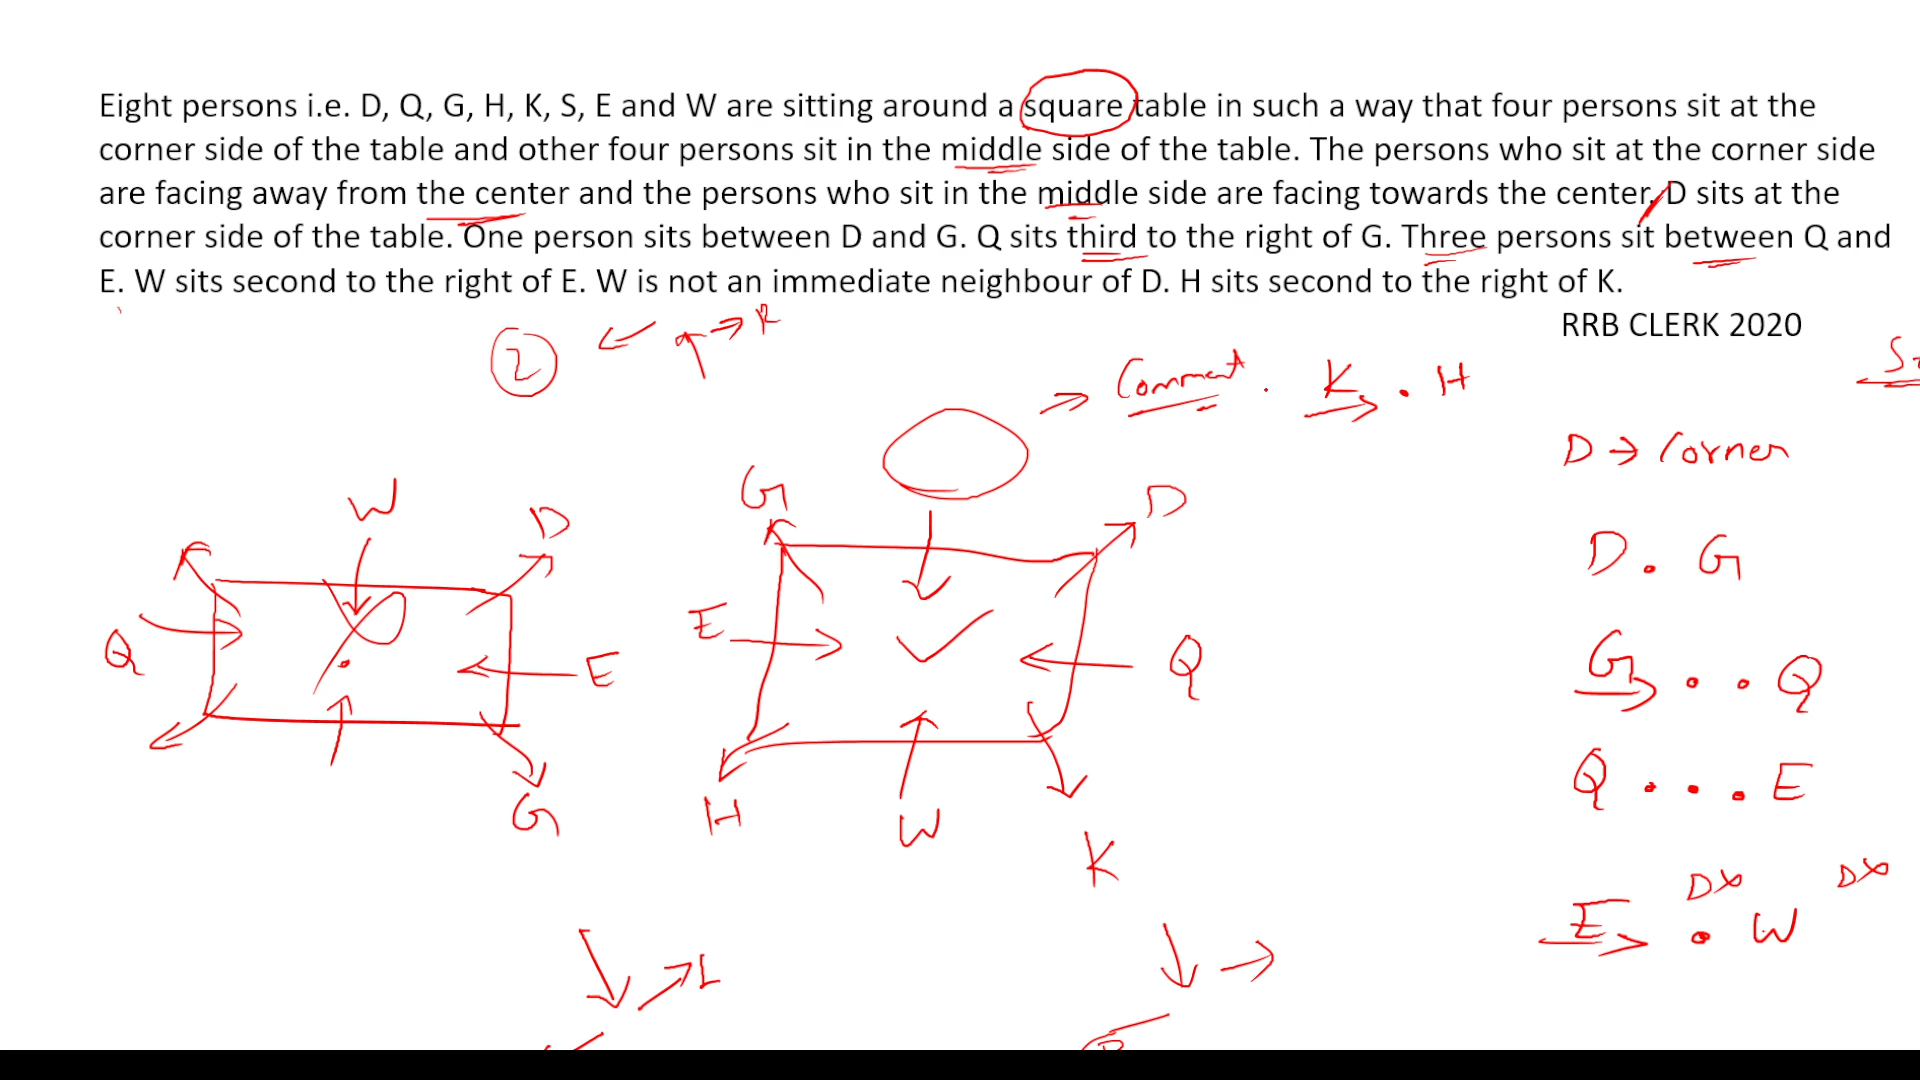 Eight persons i.e. D, Q, G, H, K, S, E and W are sitting around a square table in such a way that four persons sit at the
corner side of the table and other four persons sit in the middle side of the table. The persons who sit at the corner side
are facing away from the center and the persons who sit in the middle side are facing towards the center. D sits at the
corner side of the table. One person sits between D and G. Q sits third to the right of G. Three persons sit between Q and
E. W sits second to the right of E. W is not an immediate neighbour of D. H sits second to the right of K.
RRB CLERK 2020
2 R
Comment . K . H
D → Corner
W D G D
D . G
Q E E Q
G . . Q
G H W K
Q . . . E
D× D×
E . W
L